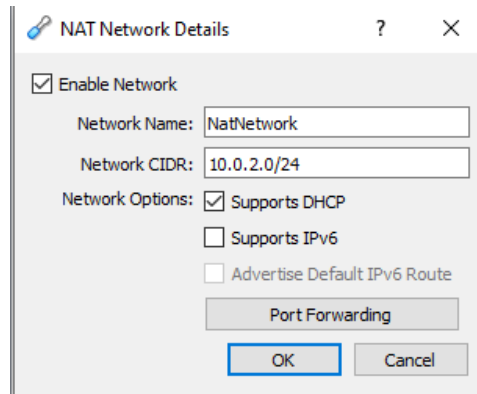 NAT Network Details ?
Enable Network
Network Name: NatNetwork
Network CIDR: 10.0.2.0/24
Network Options: Supports DHCP
Supports IPv6
Advertise Default IPv6 Route
Port Forwarding
OK Cancel